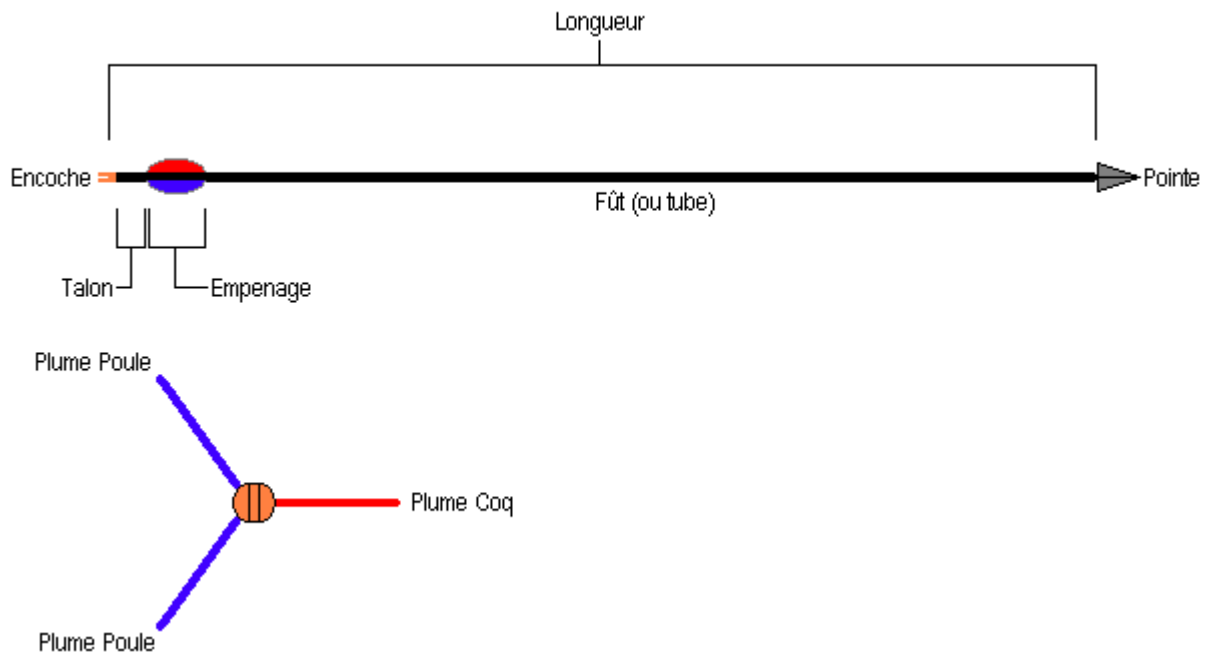 Longueur
Encoche
Pointe
Fût (ou tube)
Talon
Empenage
Plume Poule
Plume Coq
Plume Poule